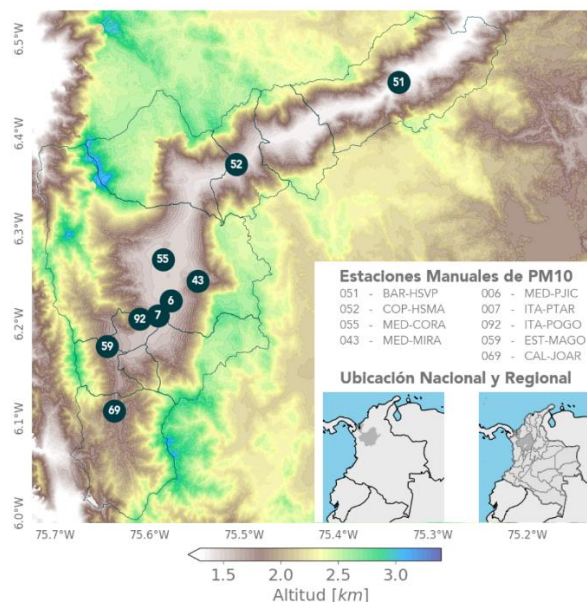 6.5°W
6.4°W
6.3°W
6.2°W
6.1°W
6.0°W
51
52
55
43
6
7
92
59
69
Estaciones Manuales de PM10
051 - BAR-HSVP 006 - MED-PJIC
052 - COP-HSMA 007 - ITA-PTAR
055 - MED-CORA 092 - ITA-POGO
043 - MED-MIRA 059 - EST-MAGO
069 - CAL-JOAR
Ubicación Nacional y Regional
75.7°W 75.6°W 75.5°W 75.4°W 75.3°W 75.2°W
1.5 2.0 2.5 3.0
Altitud [km]